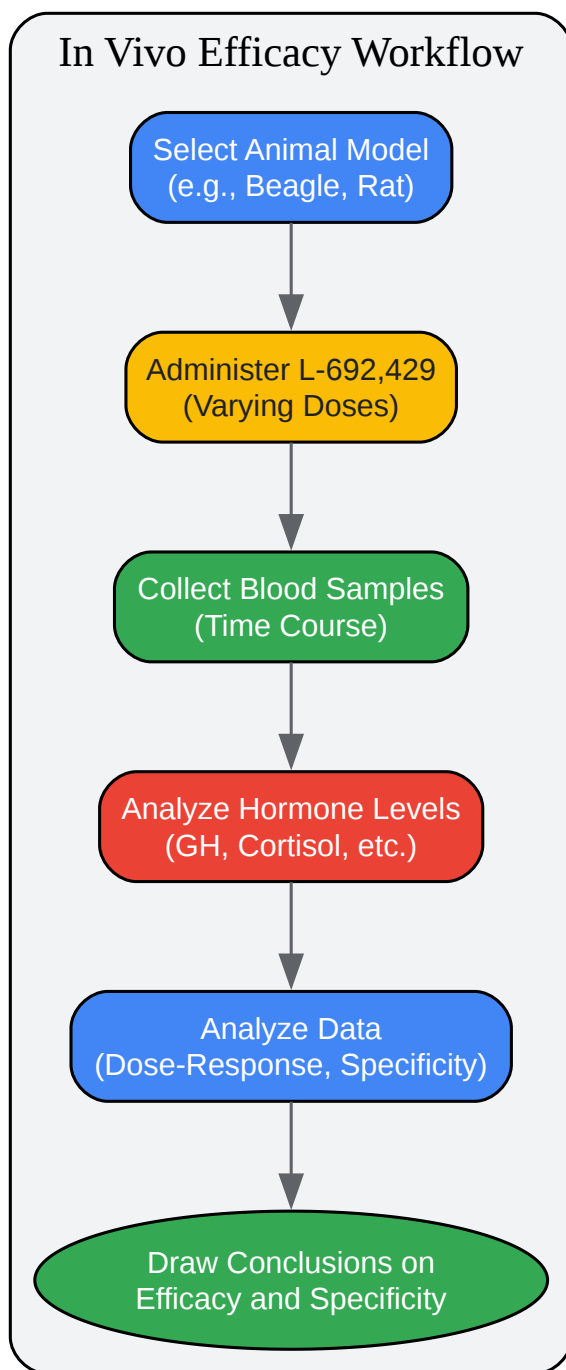 In Vivo Efficacy Workflow
Select Animal Model
(e.g., Beagle, Rat)
Administer L-692,429
(Varying Doses)
Collect Blood Samples
(Time Course)
Analyze Hormone Levels
(GH, Cortisol, etc.)
Analyze Data
(Dose-Response, Specificity)
Draw Conclusions on
Efficacy and Specificity